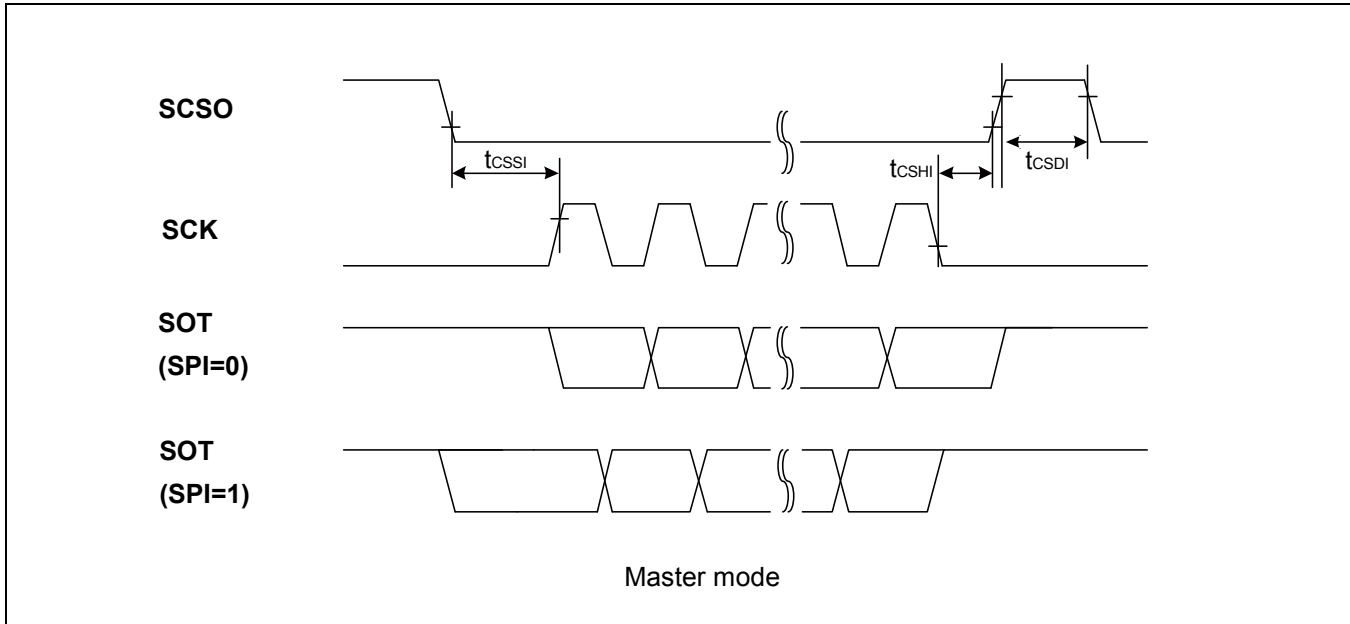 SCSO
tCSSI
tCSHI
tCSDI
SCK
SOT
(SPI=0)
SOT
(SPI=1)
Master mode